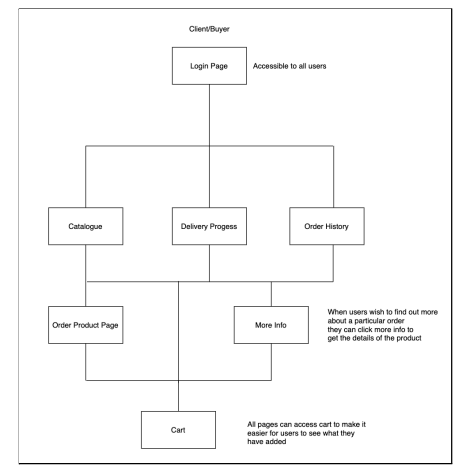 Client/Buyer
Login Page
Accessible to all users
Catalogue
Delivery Progess
Order History
Order Product Page
More Info
When users wish to find out more
about a particular order
they can click more info to
get the details of the product
Cart
All pages can access cart to make it
easier for users to see what they
have added